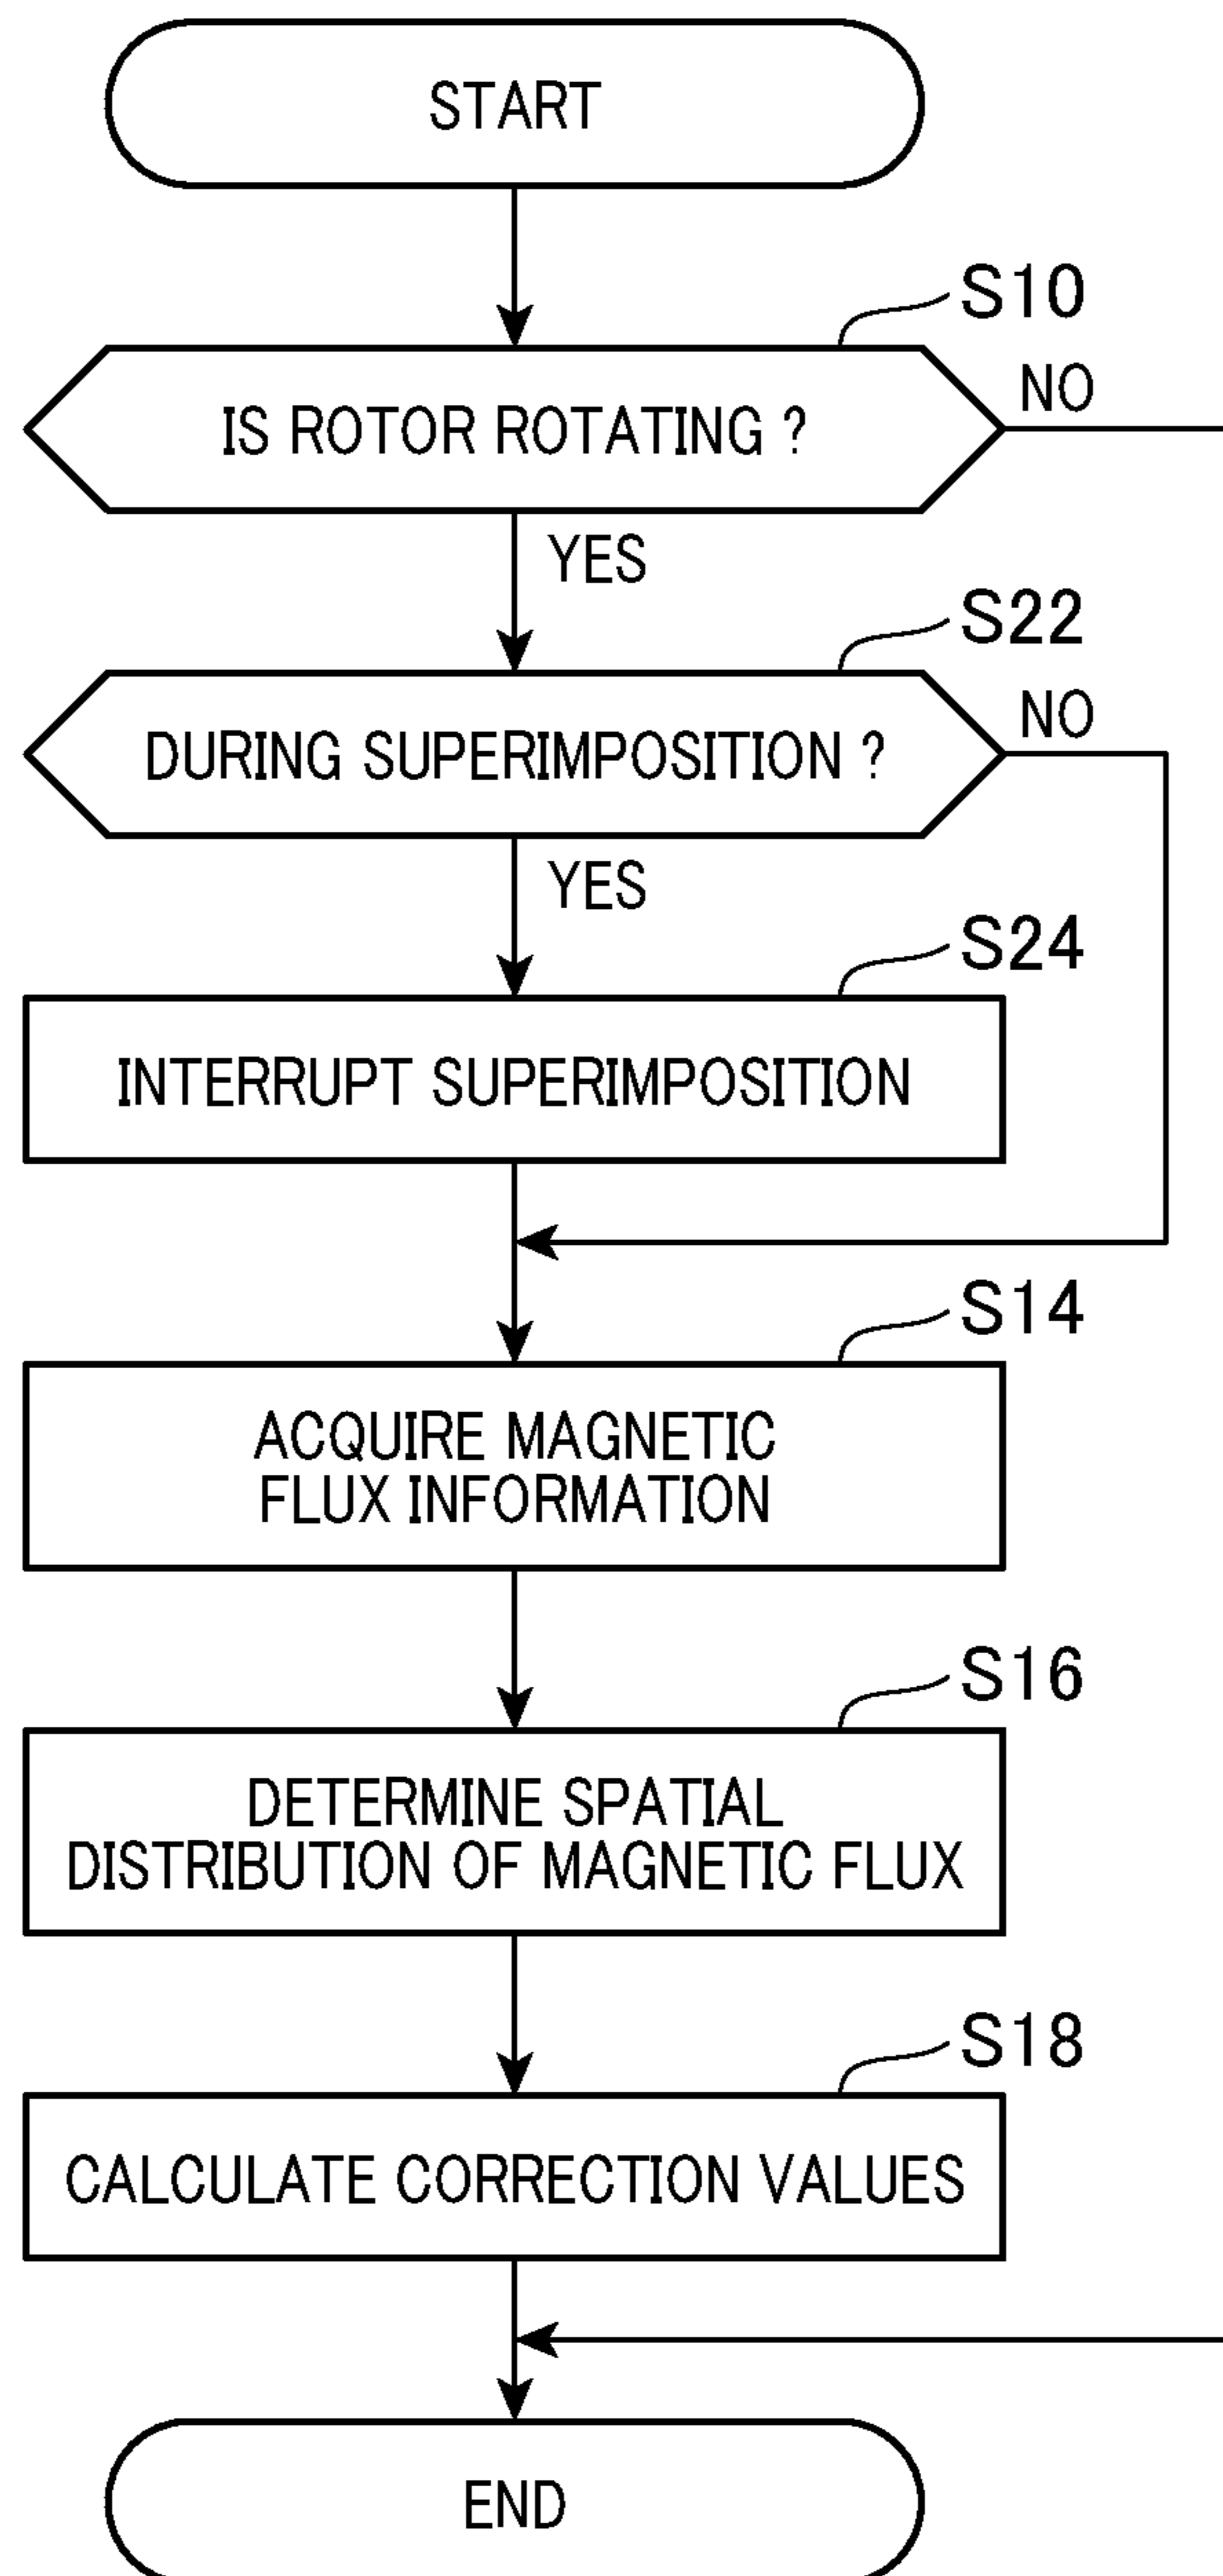 START
S10
IS ROTOR ROTATING ?
NO
YES
S22
DURING SUPERIMPOSITION ?
NO
YES
S24
INTERRUPT SUPERIMPOSITION
S14
ACQUIRE MAGNETIC
FLUX INFORMATION
S16
DETERMINE SPATIAL
DISTRIBUTION OF MAGNETIC FLUX
S18
CALCULATE CORRECTION VALUES
END